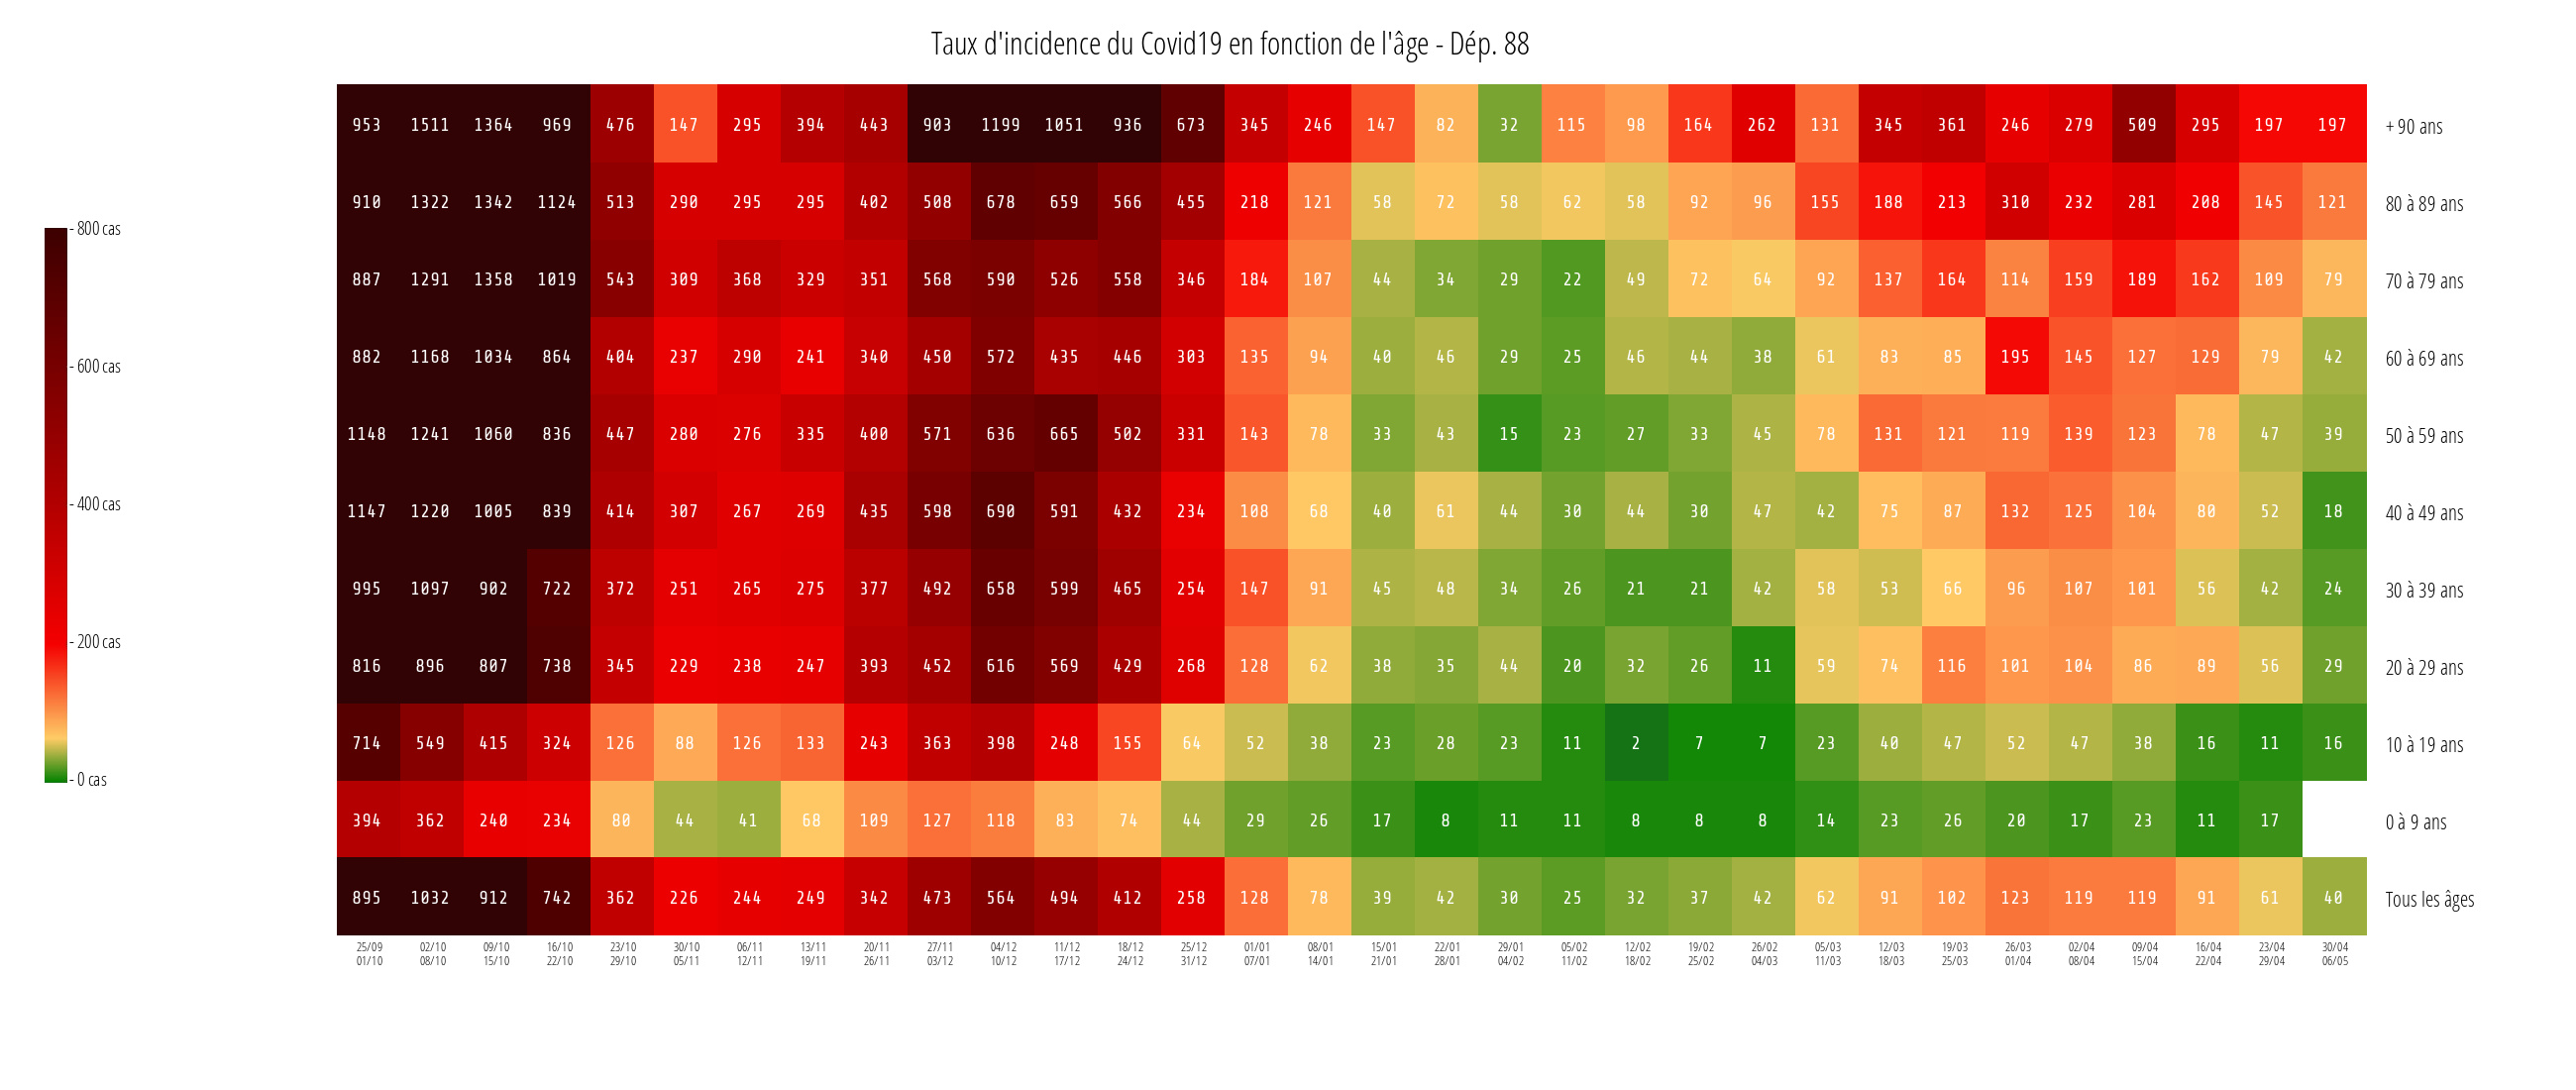 Taux d'incidence du Covid19 en fonction de l'âge - Dép. 88
- 800 cas
- 600 cas
- 400 cas
- 200 cas
- 0 cas
953 1511 1364 969 476 147 295 394 443 903 1199 1051 936 673 345 246 147 82 32 115 98 164 262 131 345 361 246 279 509 295 197 197 + 90 ans
910 1322 1342 1124 513 290 295 295 402 508 678 659 566 455 218 121 58 72 58 62 58 92 96 155 188 213 310 232 281 208 145 121 80 à 89 ans
887 1291 1358 1019 543 309 368 329 351 568 590 526 558 346 184 107 44 34 29 22 49 72 64 92 137 164 114 159 189 162 109 79 70 à 79 ans
882 1168 1034 864 404 237 290 241 340 450 572 435 446 303 135 94 40 46 29 25 46 44 38 61 83 85 195 145 127 129 79 42 60 à 69 ans
1148 1241 1060 836 447 280 276 335 400 571 636 665 502 331 143 78 33 43 15 23 27 33 45 78 131 121 119 139 123 78 47 39 50 à 59 ans
1147 1220 1005 839 414 307 267 269 435 598 690 591 432 234 108 68 40 61 44 30 44 30 47 42 75 87 132 125 104 80 52 18 40 à 49 ans
995 1097 902 722 372 251 265 275 377 492 658 599 465 254 147 91 45 48 34 26 21 21 42 58 53 66 96 107 101 56 42 24 30 à 39 ans
816 896 807 738 345 229 238 247 393 452 616 569 429 268 128 62 38 35 44 20 32 26 11 59 74 116 101 104 86 89 56 29 20 à 29 ans
714 549 415 324 126 88 126 133 243 363 398 248 155 64 52 38 23 28 23 11 2 7 7 23 40 47 52 47 38 16 11 16 10 à 19 ans
394 362 240 234 80 44 41 68 109 127 118 83 74 44 29 26 17 8 11 11 8 8 8 14 23 26 20 17 23 11 17 0 à 9 ans
895 1032 912 742 362 226 244 249 342 473 564 494 412 258 128 78 39 42 30 25 32 37 42 62 91 102 123 119 119 91 61 40 Tous les âges
25/09 02/10 09/10 16/10 23/10 30/10 06/11 13/11 20/11 27/11 04/12 11/12 18/12 25/12 01/01 08/01 15/01 22/01 29/01 05/02 12/02 19/02 26/02 05/03 12/03 19/03 26/03 02/04 09/04 16/04 23/04 30/04
01/10 08/10 15/10 22/10 29/10 05/11 12/11 19/11 26/11 03/12 10/12 17/12 24/12 31/12 07/01 14/01 21/01 28/01 04/02 11/02 18/02 25/02 04/03 11/03 18/03 25/03 01/04 08/04 15/04 22/04 29/04 06/05